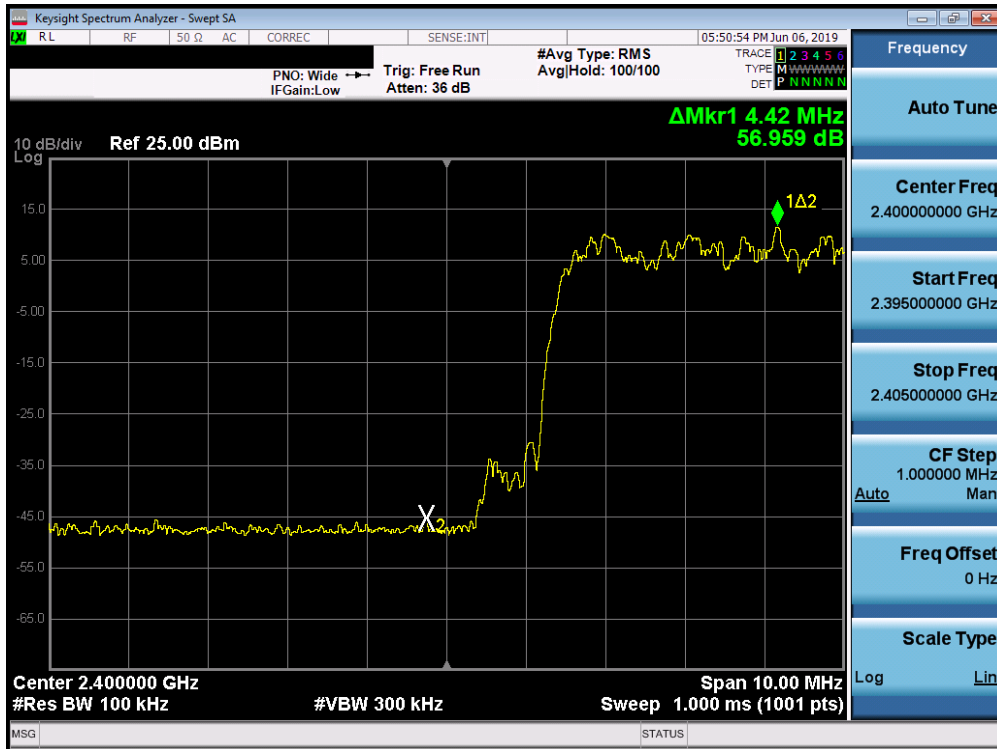 Keysight Spectrum Analyzer - Swept SA
LXI RL RF 50 Ω AC CORREC SENSE:INT 05:50:54 PM Jun 06, 2019
PNO: Wide
IFGain:Low
Trig: Free Run
Atten: 36 dB
#Avg Type: RMS
Avg|Hold: 100/100
TRACE 1 2 3 4 5 6
TYPE M WWWWW
DET P N N N N N
ΔMkr1 4.42 MHz
56.959 dB
10 dB/div Ref 25.00 dBm
Log
15.0
5.00
-5.00
-15.0
-25.0
-35.0
-45.0
-55.0
-65.0
1Δ2
X2
Center 2.400000 GHz Span 10.00 MHz
#Res BW 100 kHz #VBW 300 kHz Sweep 1.000 ms (1001 pts)
MSG STATUS
Frequency
Auto Tune
Center Freq
2.400000000 GHz
Start Freq
2.395000000 GHz
Stop Freq
2.405000000 GHz
CF Step
1.000000 MHz
Auto Man
Freq Offset
0 Hz
Scale Type
Log Lin